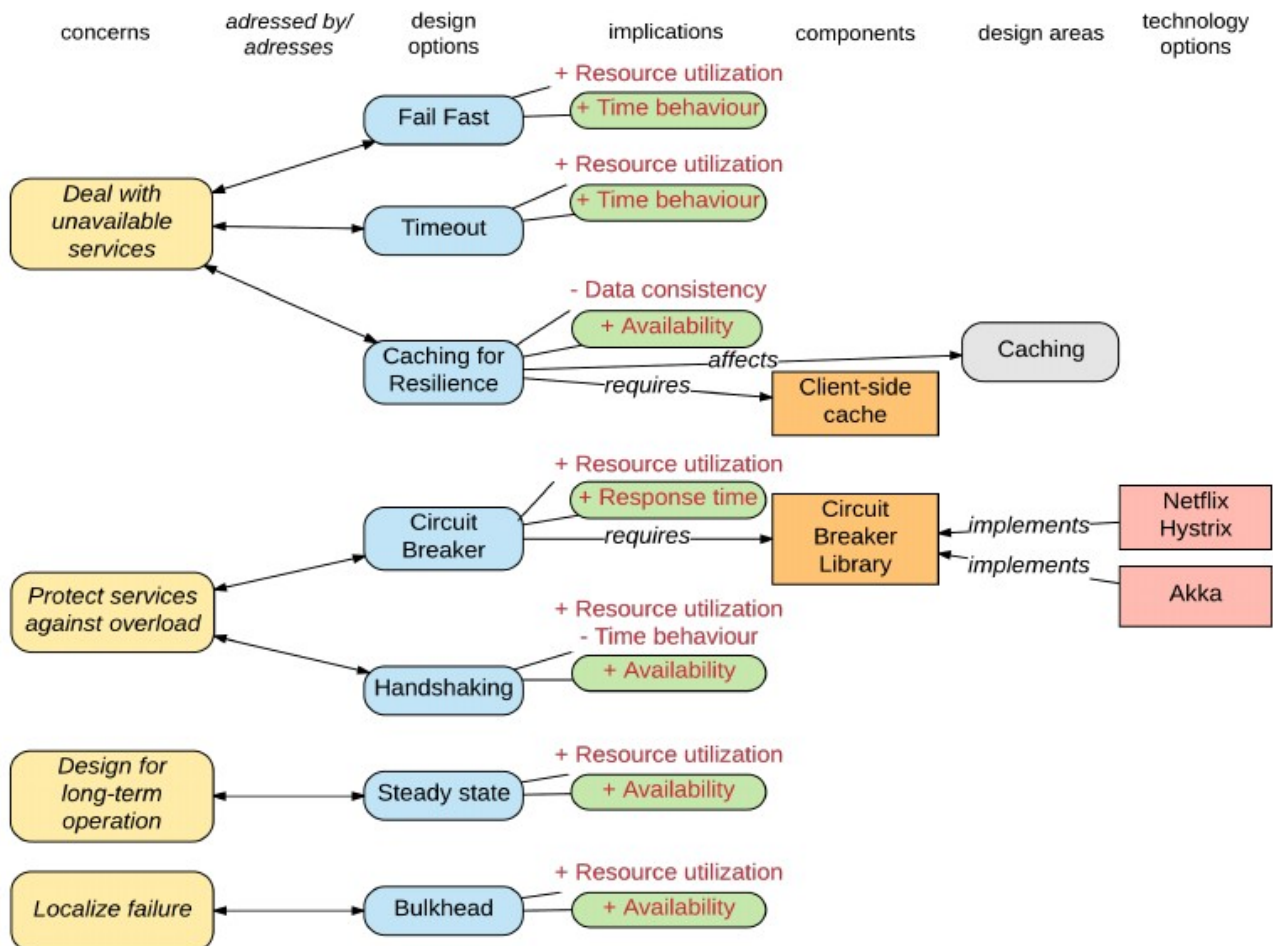 concerns
adressed by/
adresses
design
options
implications
components
design areas
technology
options
+ Resource utilization
Fail Fast
+ Time behaviour
Deal with
unavailable
services
+ Resource utilization
+ Time behaviour
Timeout
- Data consistency
+ Availability
Caching for
Resilience
affects
Caching
requires
Client-side
cache
+ Resource utilization
+ Response time
Circuit
Breaker
requires
Circuit
Breaker
Library
implements
Netflix
Hystrix
implements
Akka
Protect services
against overload
+ Resource utilization
- Time behaviour
+ Availability
Handshaking
Design for
long-term
operation
Steady state
+ Resource utilization
+ Availability
Localize failure
Bulkhead
+ Resource utilization
+ Availability